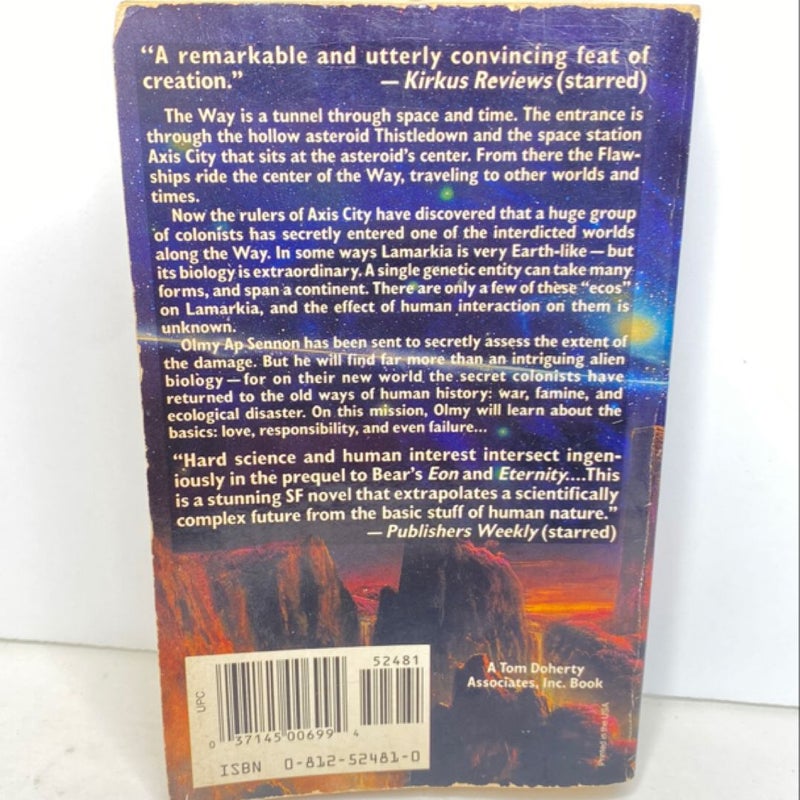 “A remarkable and utterly convincing feat of
creation.” — Kirkus Reviews (starred)
The Way is a tunnel through space and time. The entrance is
through the hollow asteroid Thistledown and the space station
Axis City that sits at the asteroid's center. From there the Flaw-
ships ride the center of the Way, traveling to other worlds and
times.
Now the rulers of Axis City have discovered that a huge group
of colonists has secretly entered one of the interdicted worlds
along the Way. In some ways Lamarkia is very Earth-like—but
its biology is extraordinary. A single genetic entity can take many
forms, and span a continent. There are only a few of these “ecos”
on Lamarkia, and the effect of human interaction on them is
unknown.
Olmy Ap Sennon has been sent to secretly assess the extent of
the damage. But he will find far more than an intriguing alien
biology—for on their new world the secret colonists have
returned to the old ways of human history: war, famine, and
ecological disaster. On this mission, Olmy will learn about the
basics: love, responsibility, and even failure...
“Hard science and human interest intersect ingen-
iously in the prequel to Bear's Eon and Eternity....This
is a stunning SF novel that extrapolates a scientifically
complex future from the basic stuff of human nature.”
— Publishers Weekly (starred)
52481
UPC
0 37145 00699 4
ISBN 0-812-52481-0
A Tom Doherty
Associates, Inc. Book
Printed in the USA